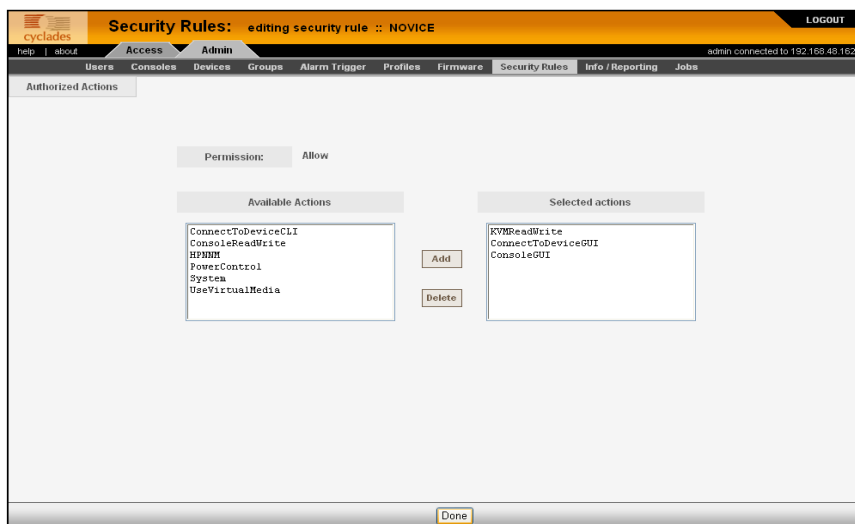 cyclades
Security Rules: editing security rule :: NOVICE
LOGOUT
help | about
Access Admin
admin connected to 192.168.48.162
Users Consoles Devices Groups Alarm Trigger Profiles Firmware Security Rules Info / Reporting Jobs
Authorized Actions
Permission: Allow
Available Actions
Selected actions
ConnectToDeviceCLI
ConsoleReadWrite
HPNNM
PowerControl
System
UseVirtualMedia
Add
Delete
KVMReadWrite
ConnectToDeviceGUI
ConsoleGUI
Done